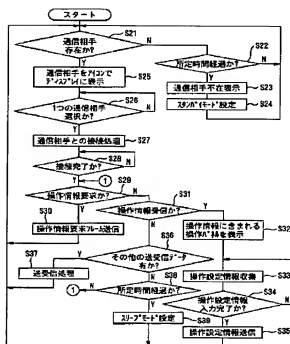 スタート
S21
通信相手
存在か?
Y
N
S22
所定時間経過か?
N
Y
S25
通信相手をアイコンで
ディスプレイに表示
S23
通信相手不在表示
S24
スタンバイモード設定
S26
1つの通信相手
選択か?
N
Y
S27
通信相手との接続処理
S28
接続完了か?
N
Y
①
S29
操作情報要求か?
N
Y
S31
操作情報受信か?
N
Y
S30
操作情報要求フレーム送信
S36
その他の送受信データ
有か?
Y
N
操作情報に含まれる
操作パネルを表示
S32
S37
送受信処理
S38
所定時間経過か?
①
N
Y
操作設定情報収集
S33
S34
操作設定情報
入力完了か?
N
Y
S39
スリープモード設定
操作設定情報送信
S35